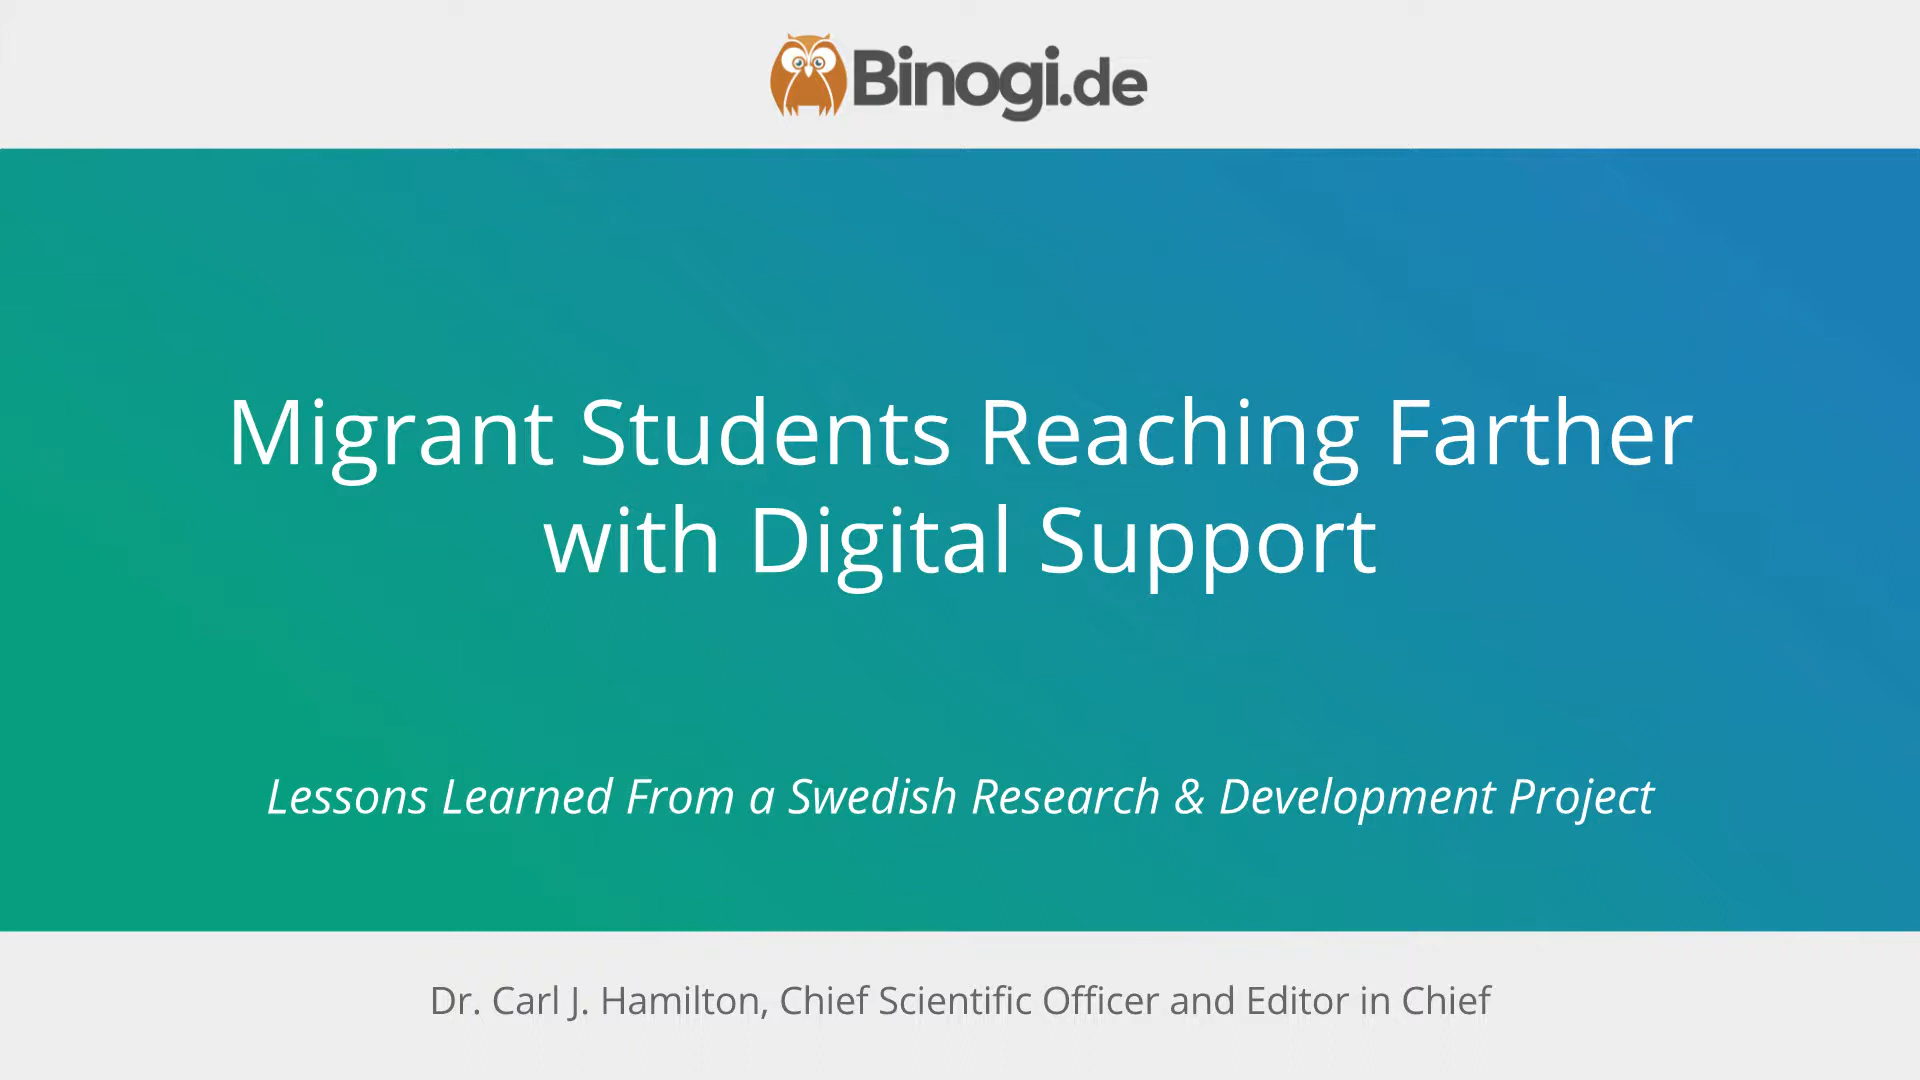 Binogi.de
Migrant Students Reaching Farther
with Digital Support
Lessons Learned From a Swedish Research & Development Project
Dr. Carl J. Hamilton, Chief Scientific Officer and Editor in Chief